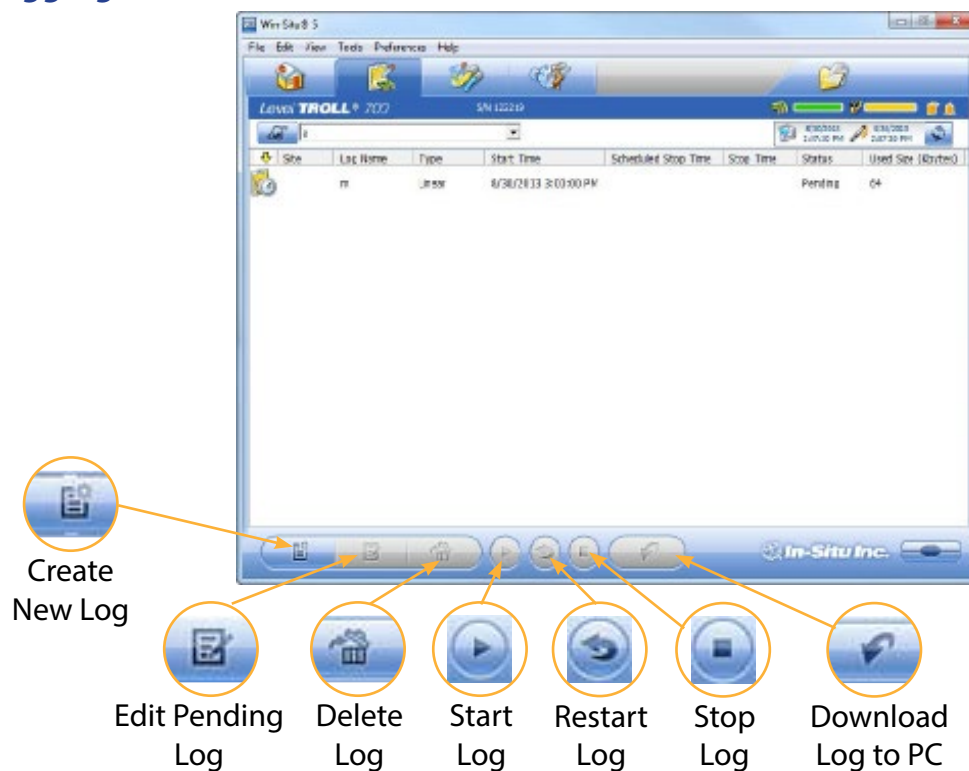 Win-Situ® 5
File Edit View Tools Preferences Help
Level TROLL® 700 S/N 122219
Site Log Name Type Start Time Scheduled Stop Time Stop Time Status Used Size (Bytes)
m Linear 8/30/2013 3:00:00 PM Pending 64
In-Situ Inc.
Create
New Log
Edit Pending
Log
Delete
Log
Start
Log
Restart
Log
Stop
Log
Download
Log to PC